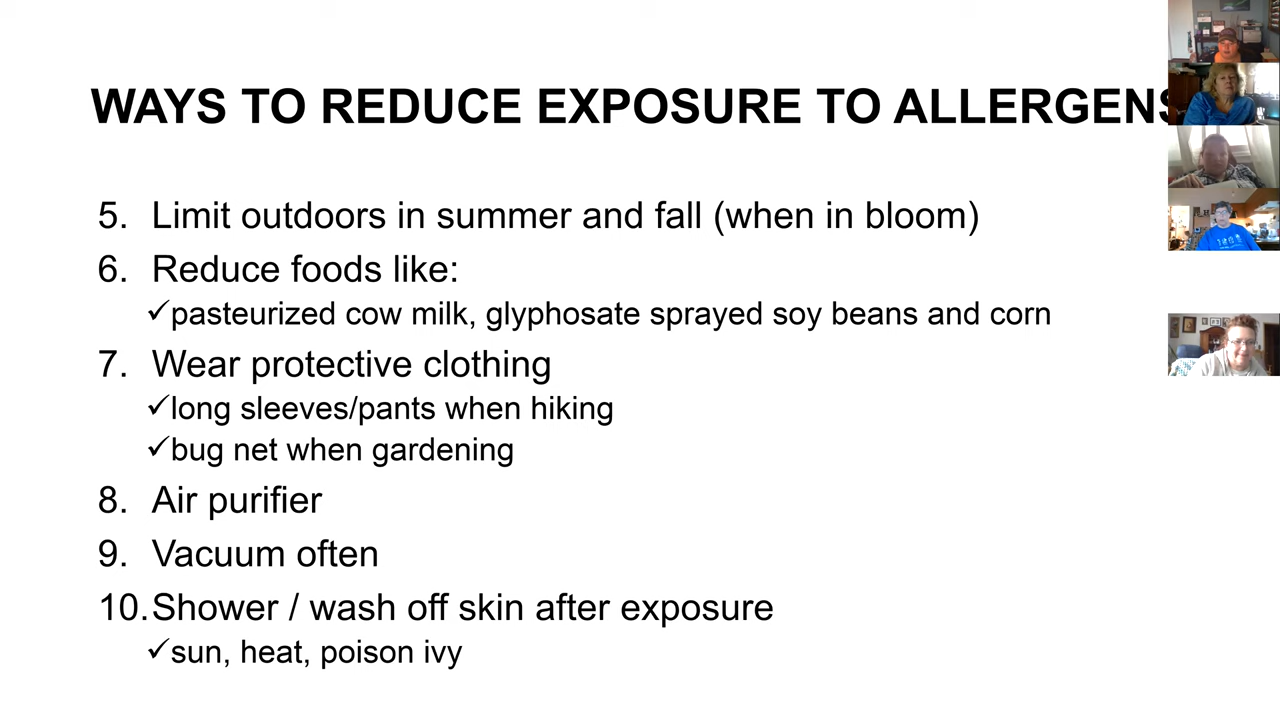 WAYS TO REDUCE EXPOSURE TO ALLERGENS
5. Limit outdoors in summer and fall (when in bloom)
6. Reduce foods like:
✓pasteurized cow milk, glyphosate sprayed soy beans and corn
7. Wear protective clothing
✓long sleeves/pants when hiking
✓bug net when gardening
8. Air purifier
9. Vacuum often
10. Shower / wash off skin after exposure
✓sun, heat, poison ivy